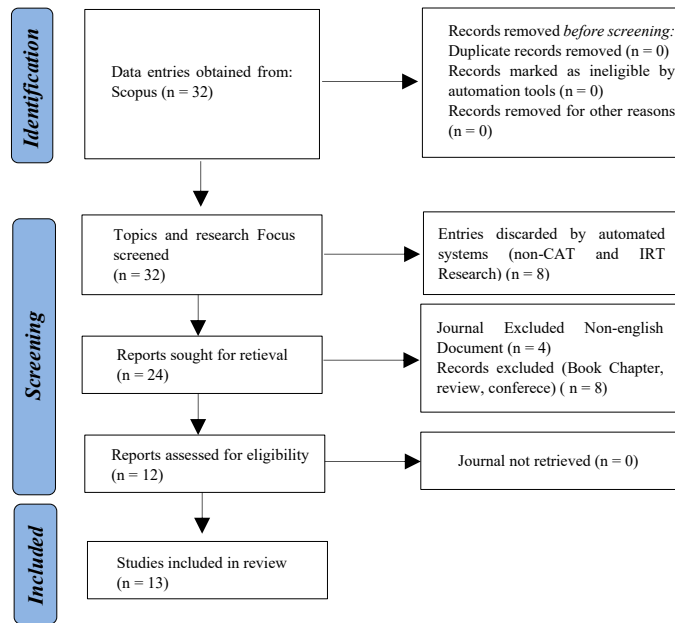 Identification
Data entries obtained from:
Scopus (n = 32)
Records removed before screening:
Duplicate records removed (n = 0)
Records marked as ineligible by
automation tools (n = 0)
Records removed for other reasons
(n = 0)
Screening
Topics and research Focus
screened
(n = 32)
Entries discarded by automated
systems (non-CAT and IRT
Research) (n = 8)
Reports sought for retieval
(n = 24)
Journal Excluded Non-english
Document (n = 4)
Records excluded (Book Chapter,
review, conferece) ( n = 8)
Reports assessed for eligibility
(n = 12)
Journal not retrieved (n = 0)
Included
Studies included in review
(n = 13)